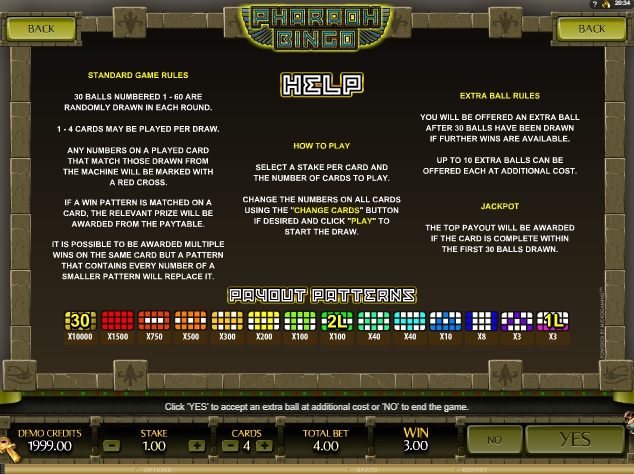 ? 20:34
BACK
PHARAOH
BINGO
BACK
HELP
STANDARD GAME RULES
30 BALLS NUMBERED 1 - 60 ARE
RANDOMLY DRAWN IN EACH ROUND.
1 - 4 CARDS MAY BE PLAYED PER DRAW.
ANY NUMBERS ON A PLAYED CARD
THAT MATCH THOSE DRAWN FROM
THE MACHINE WILL BE MARKED WITH
A RED CROSS.
IF A WIN PATTERN IS MATCHED ON A
CARD, THE RELEVANT PRIZE WILL BE
AWARDED FROM THE PAYTABLE.
IT IS POSSIBLE TO BE AWARDED MULTIPLE
WINS ON THE SAME CARD BUT A PATTERN
THAT CONTAINS EVERY NUMBER OF A
SMALLER PATTERN WILL REPLACE IT.
HOW TO PLAY
SELECT A STAKE PER CARD AND
THE NUMBER OF CARDS TO PLAY.
CHANGE THE NUMBERS ON ALL CARDS
USING THE "CHANGE CARDS" BUTTON
IF DESIRED AND CLICK "PLAY" TO
START THE DRAW.
EXTRA BALL RULES
YOU WILL BE OFFERED AN EXTRA BALL
AFTER 30 BALLS HAVE BEEN DRAWN
IF FURTHER WINS ARE AVAILABLE.
UP TO 10 EXTRA BALLS CAN BE
OFFERED EACH AT ADDITIONAL COST.
JACKPOT
THE TOP PAYOUT WILL BE AWARDED
IF THE CARD IS COMPLETE WITHIN
THE FIRST 30 BALLS DRAWN.
PAYOUT PATTERNS
30 2L 1L
X10000 X1500 X750 X500 X300 X200 X100 X100 X40 X40 X10 X8 X3 X3
Click 'YES' to accept an extra ball at additional cost or 'NO' to end the game.
DEMO CREDITS STAKE CARDS TOTAL BET WIN
1999.00 - 1.00 + - 4 + 4.00 3.00
NO YES
OPTIONS STATS EXPERT